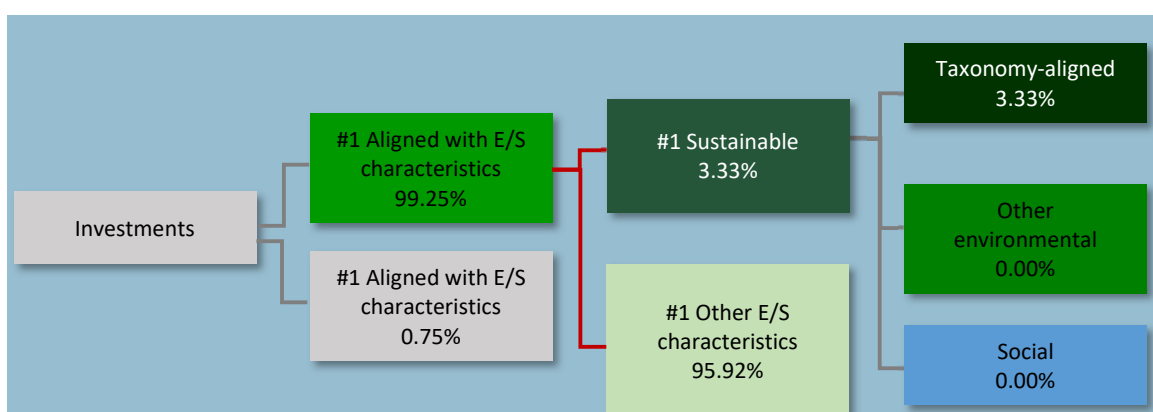 Investments
#1 Aligned with E/S
characteristics
99.25%
#1 Aligned with E/S
characteristics
0.75%
#1 Sustainable
3.33%
#1 Other E/S
characteristics
95.92%
Taxonomy-aligned
3.33%
Other
environmental
0.00%
Social
0.00%